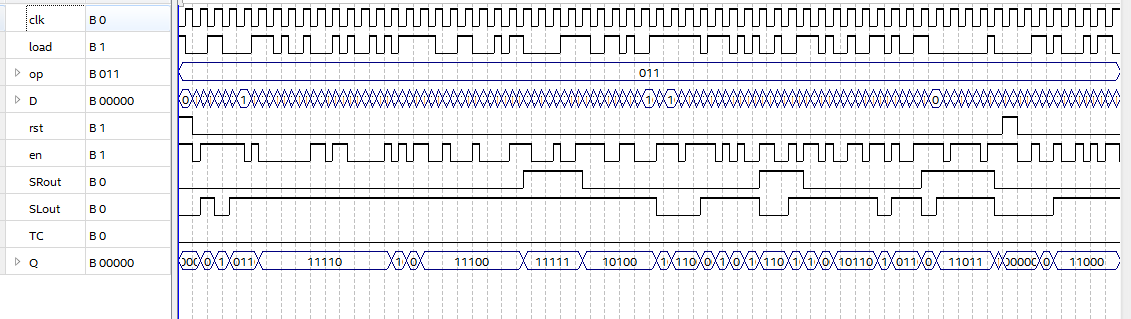 clk B 0
load B 1
op B 011 011
D B 00000 0 1 1 1 0
rst B 1
en B 1
SRout B 0
SLout B 0
TC B 0
Q B 00000 000 0 1 011 11110 1 0 11100 11111 10100 1 110 0 1 0 1 110 1 1 0 10110 1 011 0 11011 00000 0 11000